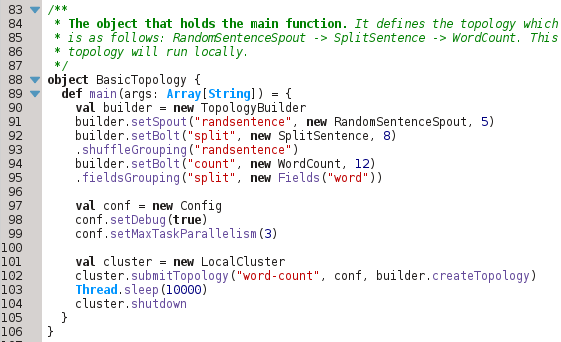 83 /**
84 * The object that holds the main function. It defines the topology which
85 * is as follows: RandomSentenceSpout -> SplitSentence -> WordCount. This
86 * topology will run locally.
87 */
88 object BasicTopology {
89 def main(args: Array[String]) = {
90 val builder = new TopologyBuilder
91 builder.setSpout("randsentence", new RandomSentenceSpout, 5)
92 builder.setBolt("split", new SplitSentence, 8)
93 .shuffleGrouping("randsentence")
94 builder.setBolt("count", new WordCount, 12)
95 .fieldsGrouping("split", new Fields("word"))
96
97 val conf = new Config
98 conf.setDebug(true)
99 conf.setMaxTaskParallelism(3)
100
101 val cluster = new LocalCluster
102 cluster.submitTopology("word-count", conf, builder.createTopology)
103 Thread.sleep(10000)
104 cluster.shutdown
105 }
106 }